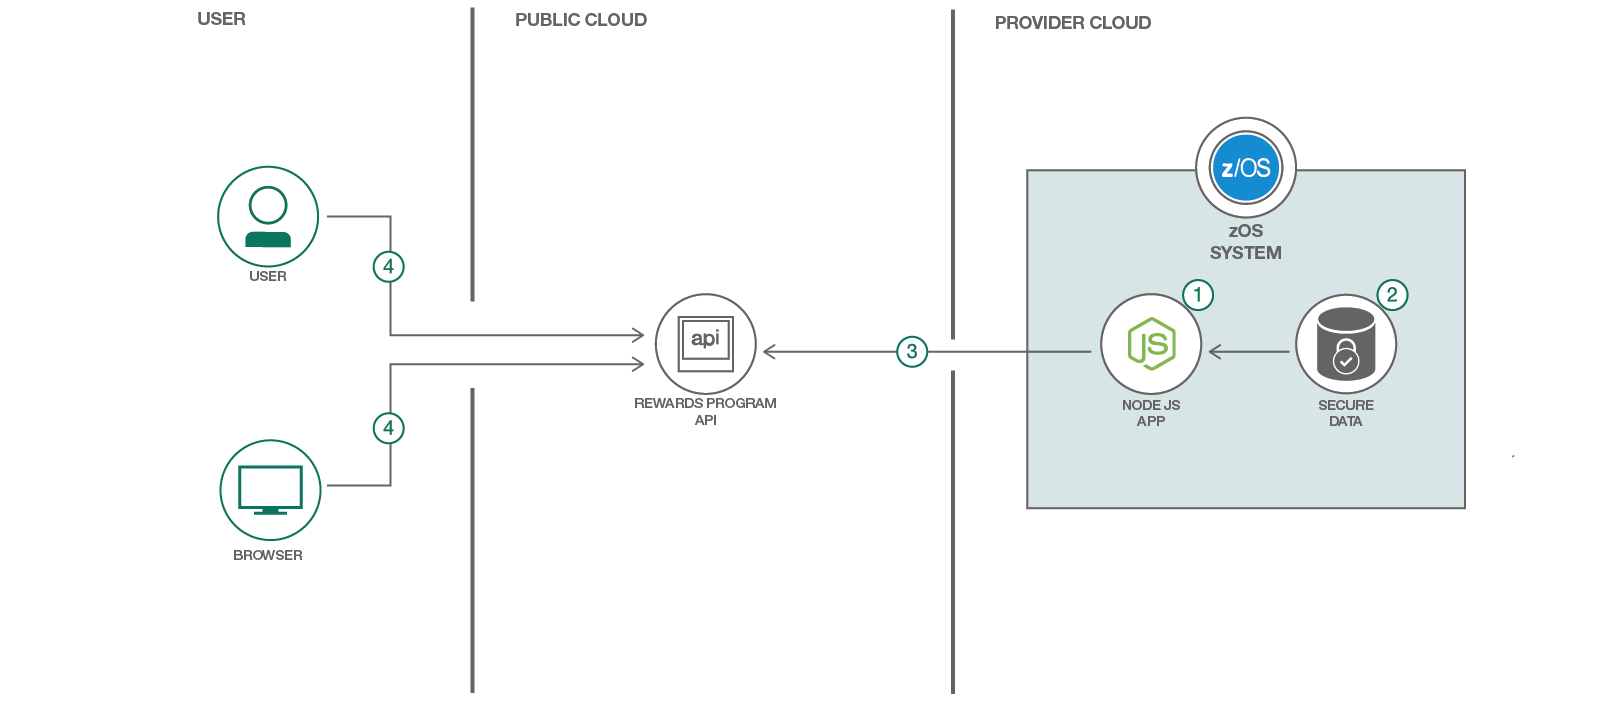 USER
PUBLIC CLOUD
PROVIDER CLOUD
z/OS
zOS
SYSTEM
USER
4
api
REWARDS PROGRAM
API
3
1
JS
NODE JS
APP
2
SECURE
DATA
4
BROWSER